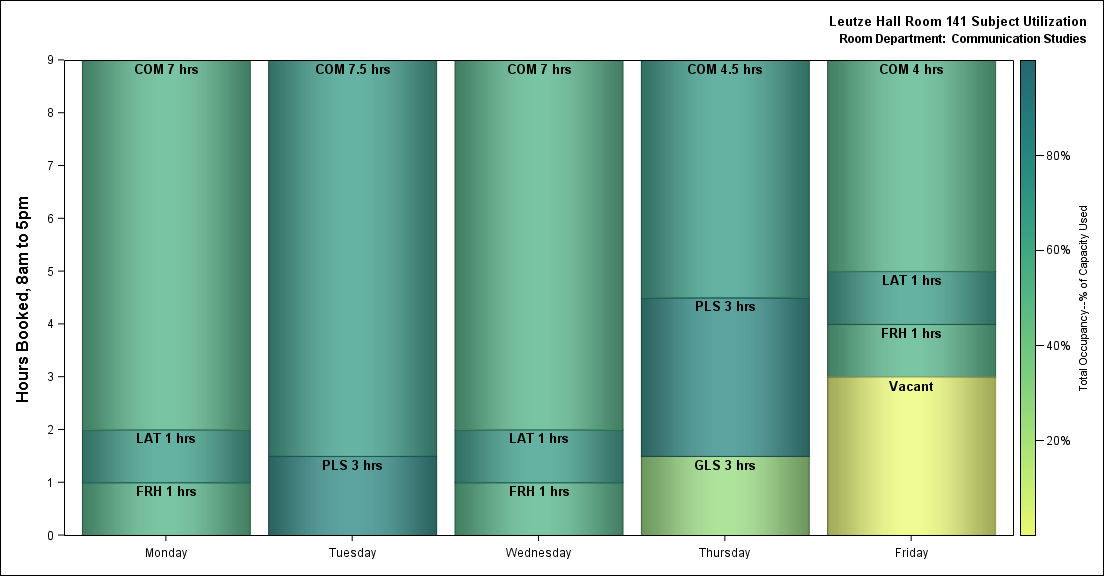 Leutze Hall Room 141 Subject Utilization
Room Department: Communication Studies
Hours Booked, 8am to 5pm
9
8
7
6
5
4
3
2
1
0
COM 7 hrs
LAT 1 hrs
FRH 1 hrs
COM 7.5 hrs
PLS 3 hrs
COM 7 hrs
LAT 1 hrs
FRH 1 hrs
COM 4.5 hrs
PLS 3 hrs
GLS 3 hrs
COM 4 hrs
LAT 1 hrs
FRH 1 hrs
Vacant
Monday Tuesday Wednesday Thursday Friday
80%
60%
40%
20%
Total Occupancy--% of Capacity Used